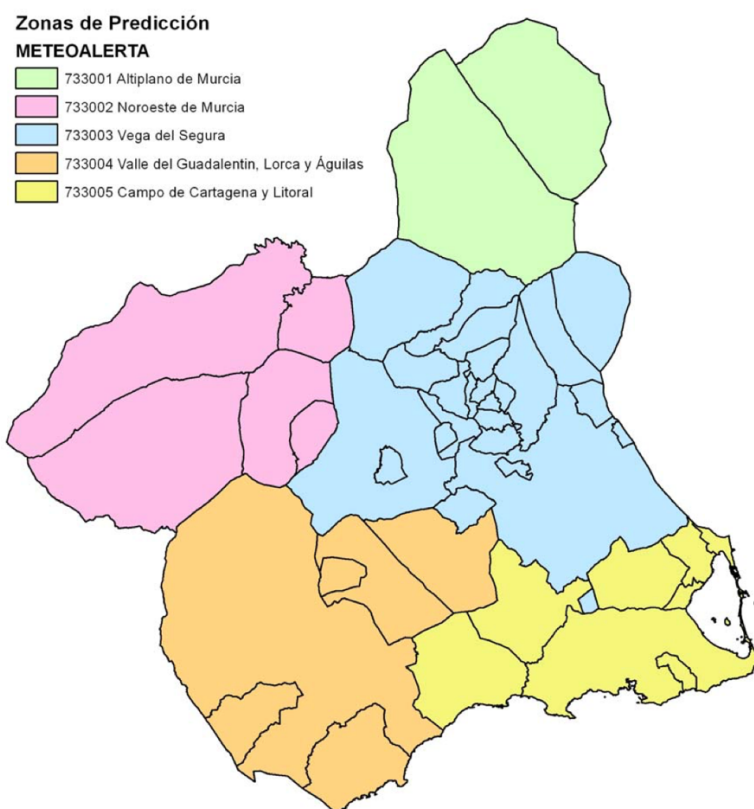 Zonas de Predicción
METEOALERTA
733001 Altiplano de Murcia
733002 Noroeste de Murcia
733003 Vega del Segura
733004 Valle del Guadalentín, Lorca y Águilas
733005 Campo de Cartagena y Litoral